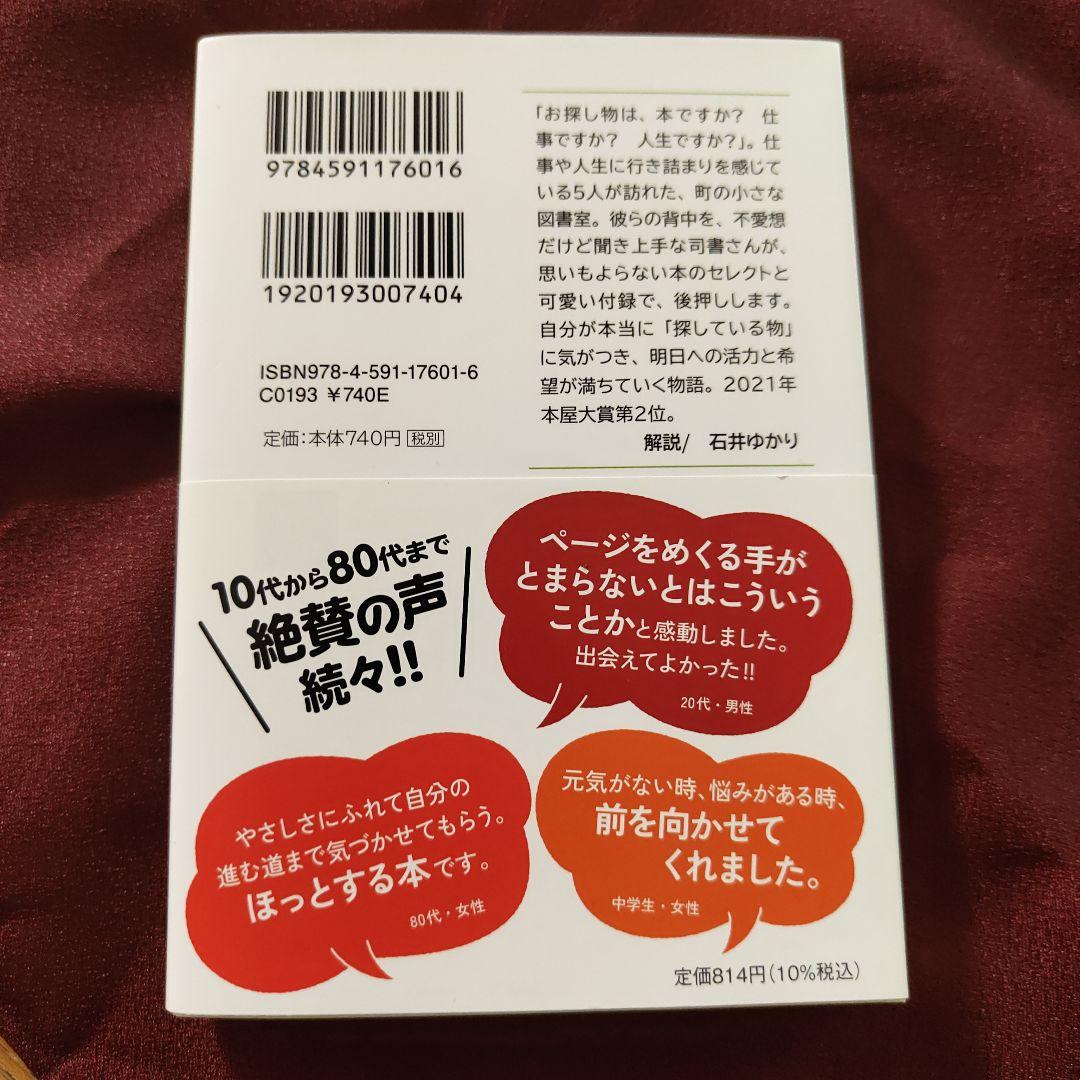 9784591176016
1920193007404
ISBN978-4-591-17601-6
C0193 ￥740E
定価：本体740円 税別
「お探し物は、本ですか？　仕
事ですか？　人生ですか？」。仕
事や人生に行き詰まりを感じて
いる5人が訪れた、町の小さな
図書室。彼らの背中を、不愛想
だけど聞き上手な司書さんが、
思いもよらない本のセレクトと
可愛い付録で、後押しします。
自分が本当に「探している物」
に気がつき、明日への活力と希
望が満ちていく物語。2021年
本屋大賞第2位。
解説/　石井ゆかり
10代から80代まで
絶賛の声
続々!!
ページをめくる手が
とまらないとはこういう
ことかと感動しました。
出会えてよかった!!
20代・男性
やさしさにふれて自分の
進む道まで気づかせてもらう。
ほっとする本です。
80代・女性
元気がない時、悩みがある時、
前を向かせて
くれました。
中学生・女性
定価814円（10%税込）